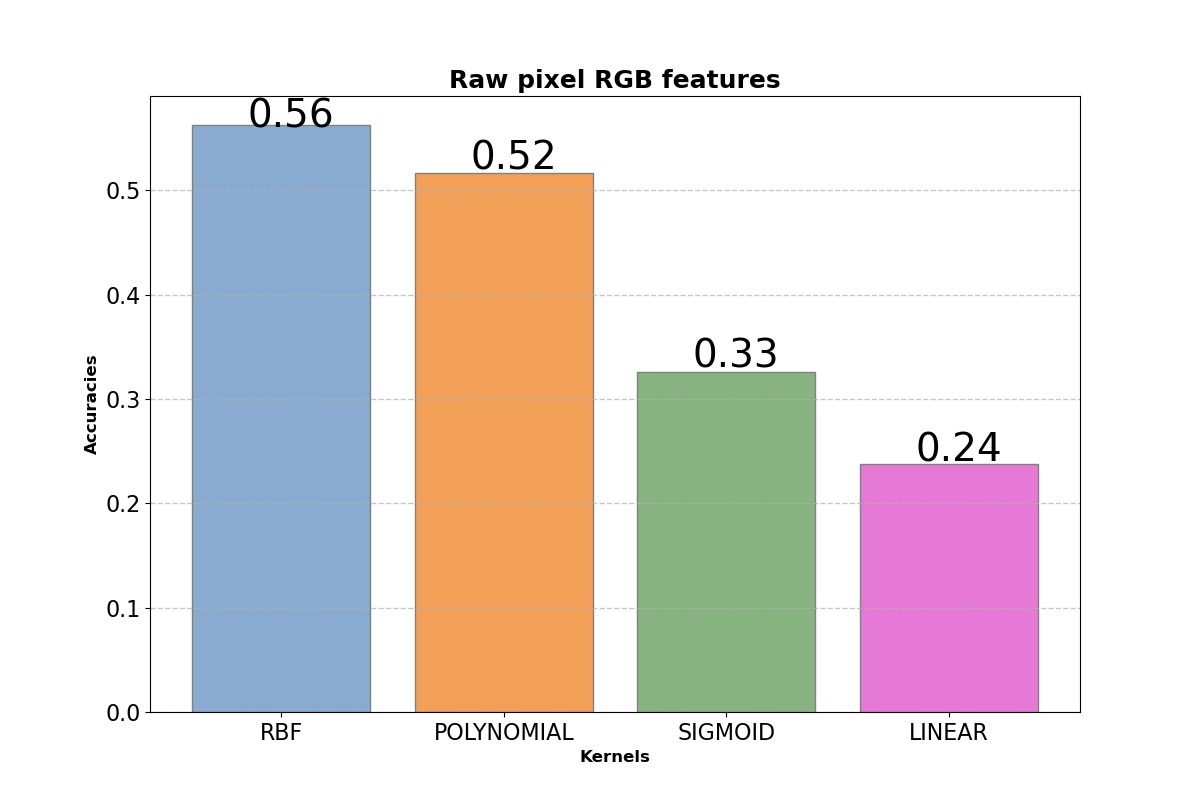 Raw pixel RGB features
0.56
0.52
0.33
0.24
0.5
0.4
0.3
0.2
0.1
0.0
Accuracies
RBF POLYNOMIAL SIGMOID LINEAR
Kernels